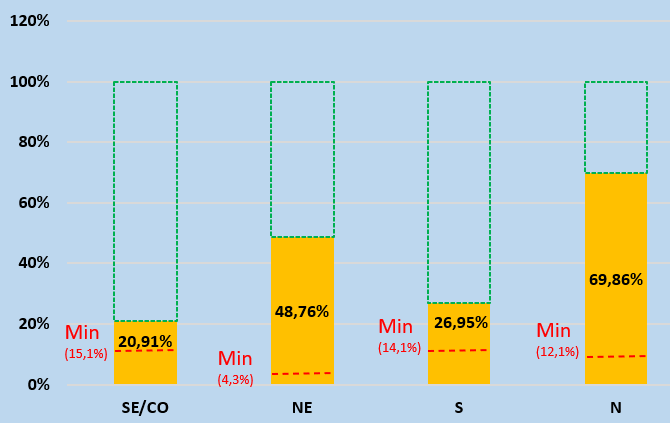 120%
100%
80%
60%
40%
20%
0%
Min
(15,1%)
20,91%
Min
(4,3%)
48,76%
Min
(14,1%)
26,95%
Min
(12,1%)
69,86%
SE/CO
NE
S
N